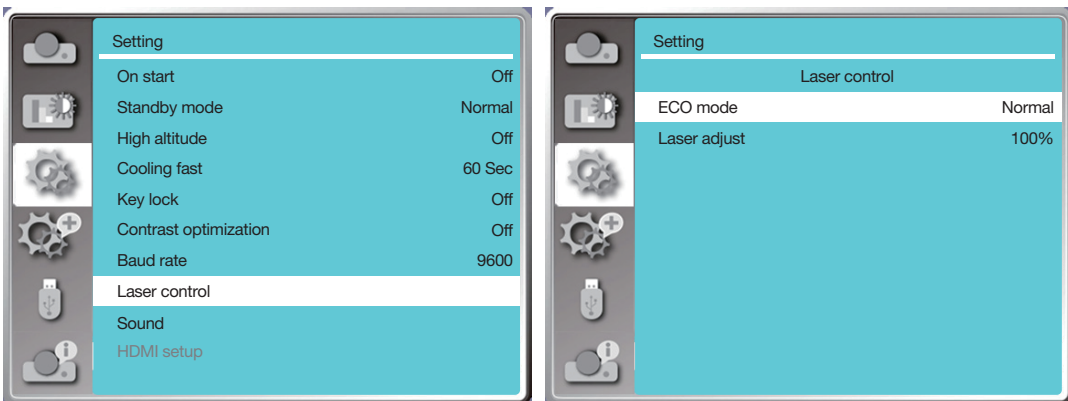 Setting
On start Off
Standby mode Normal
High altitude Off
Cooling fast 60 Sec
Key lock Off
Contrast optimization Off
Baud rate 9600
Laser control
Sound
HDMI setup
Setting
Laser control
ECO mode Normal
Laser adjust 100%